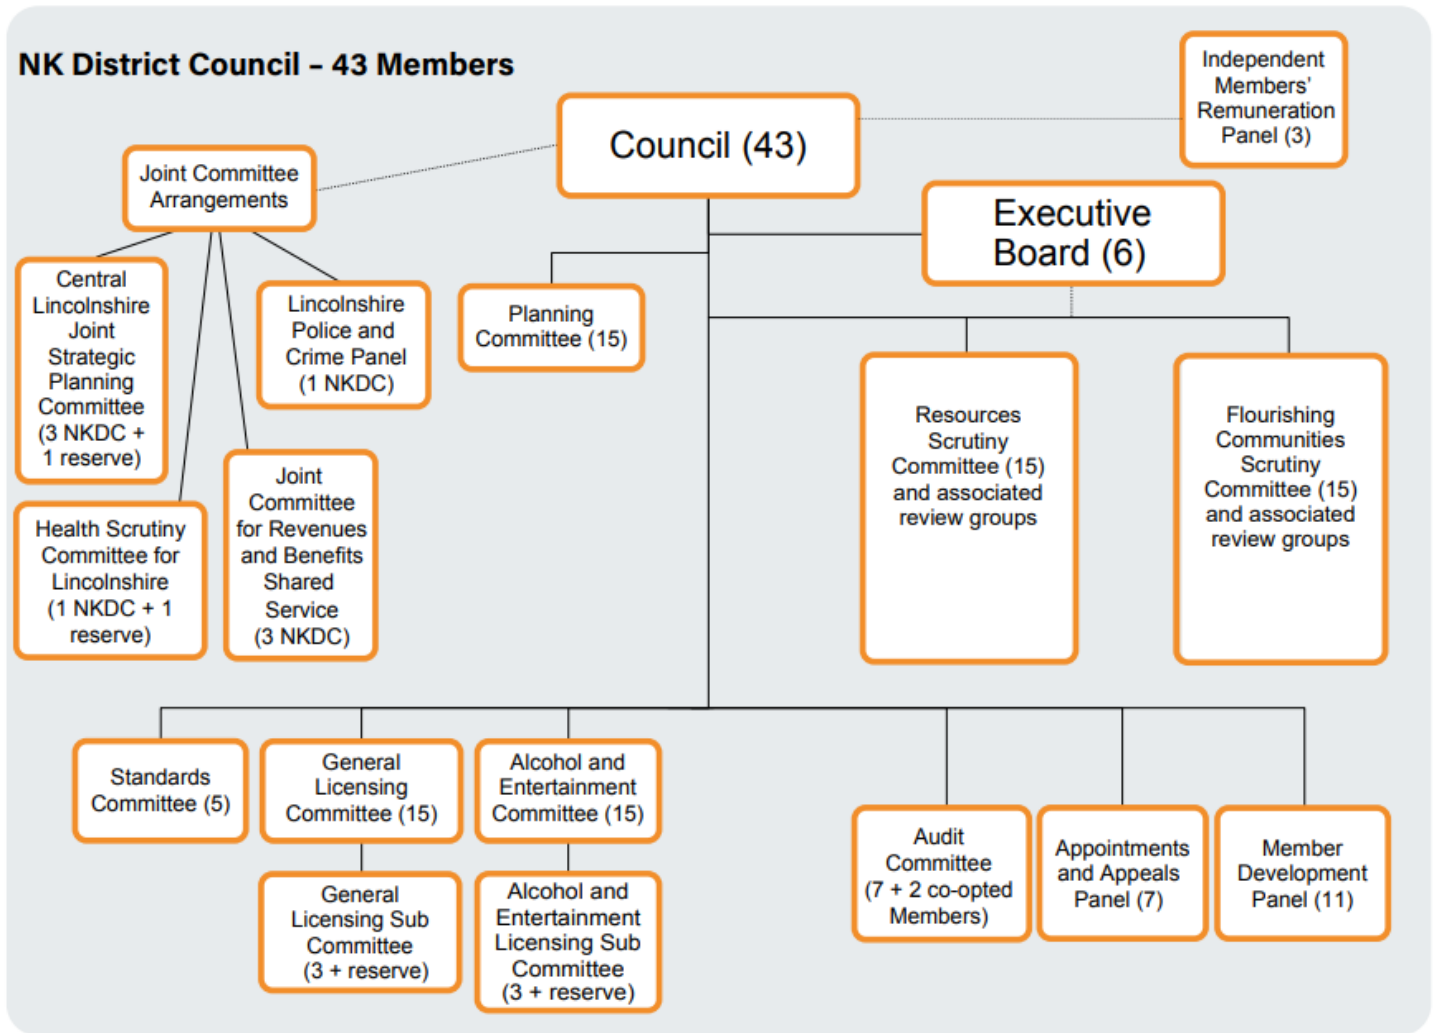 NK District Council – 43 Members
Independent
Members'
Remuneration
Panel (3)
Council (43)
Joint Committee
Arrangements
Executive
Board (6)
Central
Lincolnshire
Joint
Strategic
Planning
Committee
(3 NKDC +
1 reserve)
Lincolnshire
Police and
Crime Panel
(1 NKDC)
Planning
Committee (15)
Resources
Scrutiny
Committee (15)
and associated
review groups
Flourishing
Communities
Scrutiny
Committee (15)
and associated
review groups
Health Scrutiny
Committee for
Lincolnshire
(1 NKDC + 1
reserve)
Joint
Committee
for Revenues
and Benefits
Shared
Service
(3 NKDC)
Standards
Committee (5)
General
Licensing
Committee (15)
Alcohol and
Entertainment
Committee (15)
General
Licensing Sub
Committee
(3 + reserve)
Alcohol and
Entertainment
Licensing Sub
Committee
(3 + reserve)
Audit
Committee
(7 + 2 co-opted
Members)
Appointments
and Appeals
Panel (7)
Member
Development
Panel (11)